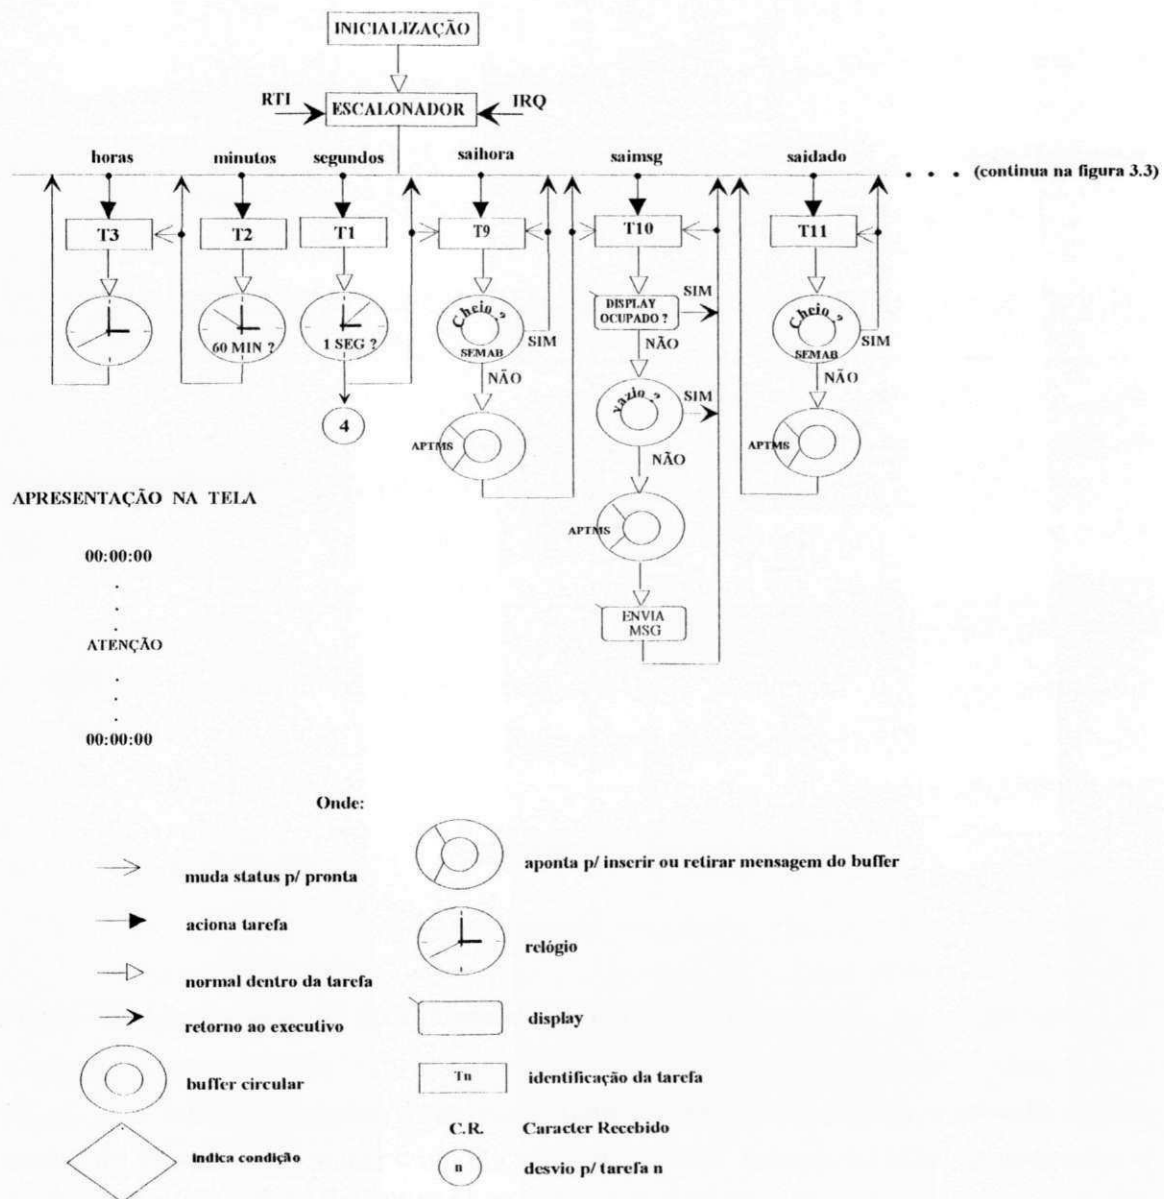 INICIALIZAÇÃO
RTI
ESCALONADOR
IRQ
horas
minutos
segundos
saihora
saimsg
saidado
. . . (continua na figura 3.3)
T3
T2
T1
T9
T10
T11
60 MIN ?
1 SEG ?
Cheio ?
SEMAB
SIM
NÃO
DISPLAY
OCUPADO ?
SIM
NÃO
Cheio ?
SEMAB
SIM
NÃO
4
vazio ?
SIM
NÃO
APTMS
APTMS
APTMS
ENVIA
MSG
APRESENTAÇÃO NA TELA
00:00:00
.
.
.
ATENÇÃO
.
.
.
00:00:00
Onde:
muda status p/ pronta
aponta p/ inserir ou retirar mensagem do buffer
aciona tarefa
relógio
normal dentro da tarefa
retorno ao executivo
display
buffer circular
Tn
identificação da tarefa
C.R.
Caracter Recebido
indica condição
n
desvio p/ tarefa n